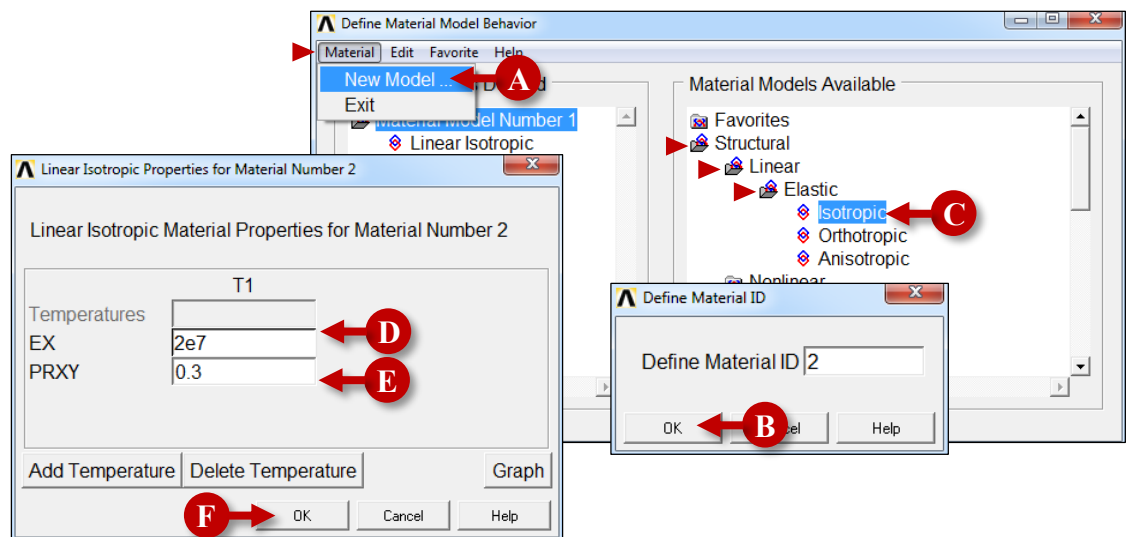 Define Material Model Behavior
Material Edit Favorite Help
New Model ...
A
Exit
Material Model Number 1
Linear Isotropic
Material Models Available
Favorites
Structural
Linear
Elastic
Isotropic
C
Orthotropic
Anisotropic
Nonlinear
Linear Isotropic Properties for Material Number 2
Linear Isotropic Material Properties for Material Number 2
T1
Temperatures
EX 2e7
D
PRXY 0.3
E
Add Temperature Delete Temperature Graph
F
OK Cancel Help
Define Material ID
Define Material ID 2
OK
B
Help